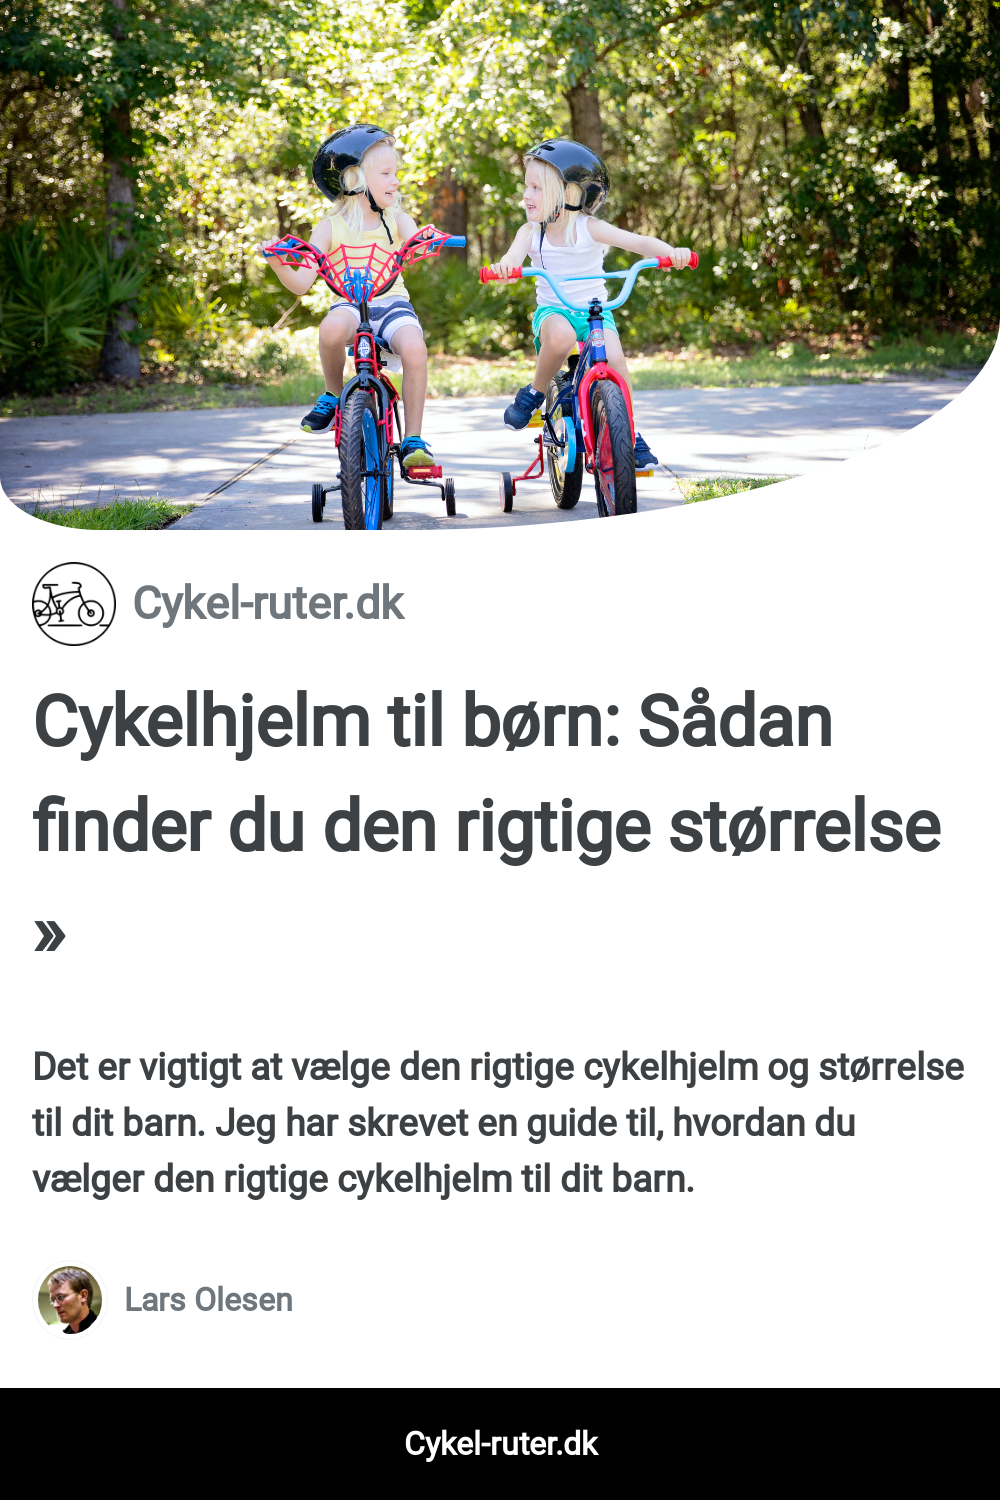 Cykel-ruter.dk
Cykelhjelm til børn: Sådan
finder du den rigtige størrelse
»
Det er vigtigt at vælge den rigtige cykelhjelm og størrelse
til dit barn. Jeg har skrevet en guide til, hvordan du
vælger den rigtige cykelhjelm til dit barn.
Lars Olesen
Cykel-ruter.dk